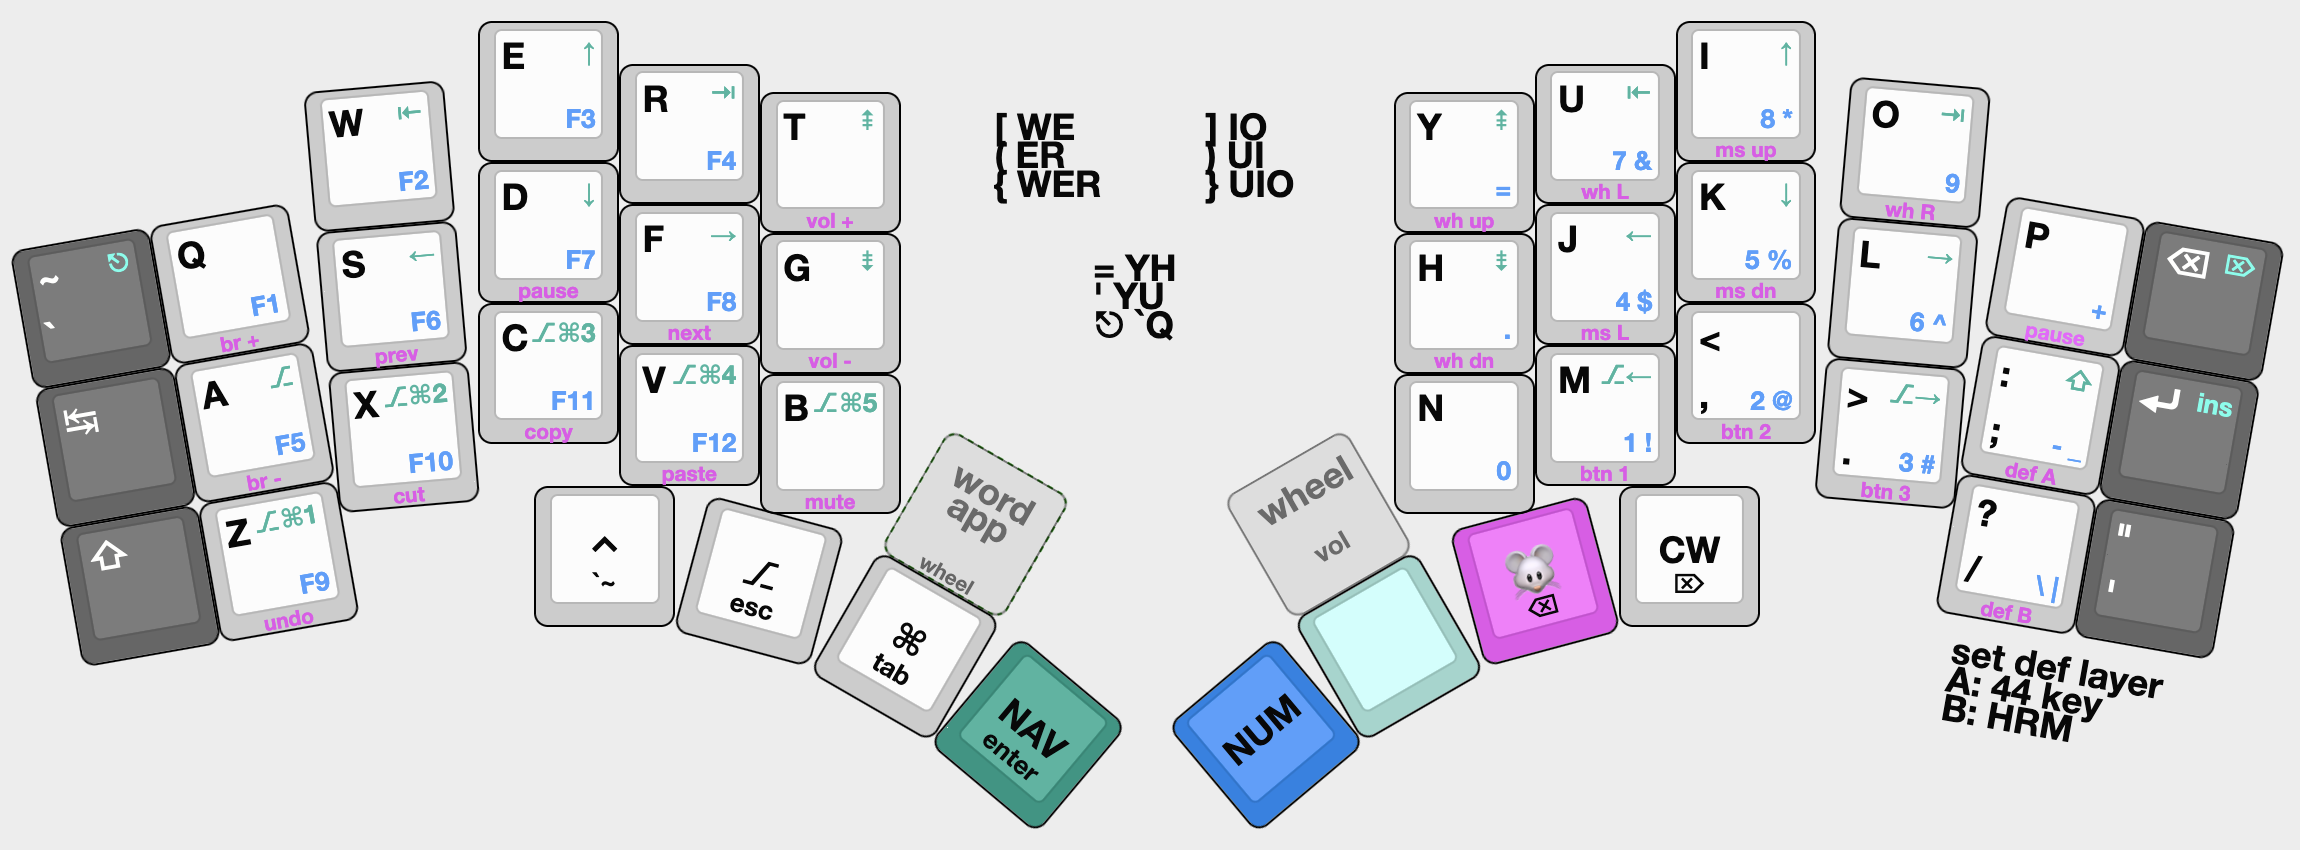 ~
`
Q
F1
br +
W ⇤
F2
E ↑
F3
R ⇥
F4
T ⇞
vol +
[ WE
( ER
{ WER
] IO
) UI
} UIO
Y ⇞
=
wh up
U ⇤
7 &
wh L
I ↑
8 *
ms up
O ⇥
9
wh R
P
+
pause
⌫ ⌦
↹
A ⌥
F5
br -
S ←
F6
prev
D ↓
F7
pause
F →
F8
next
G ⇟
vol -
= YH
' YU
⎋ `Q
H ⇟
.
wh dn
J ←
4 $
ms L
K ↓
5 %
ms dn
L →
6 ^
: ⇧
; - _
def A
↵ ins
⇧
Z ⌥⌘1
F9
undo
X ⌥⌘2
F10
cut
C ⌥⌘3
F11
copy
V ⌥⌘4
F12
paste
B ⌥⌘5
mute
N
0
M ⌥←
1 !
btn 1
<
, 2 @
btn 2
> ⌥→
. 3 #
btn 3
?
/ \ |
def B
"
'
^
`~
⌥
esc
⌘
tab
word
app
wheel
NAV
enter
wheel
vol
NUM
⌫
CW
⌦
set def layer
A: 44 key
B: HRM